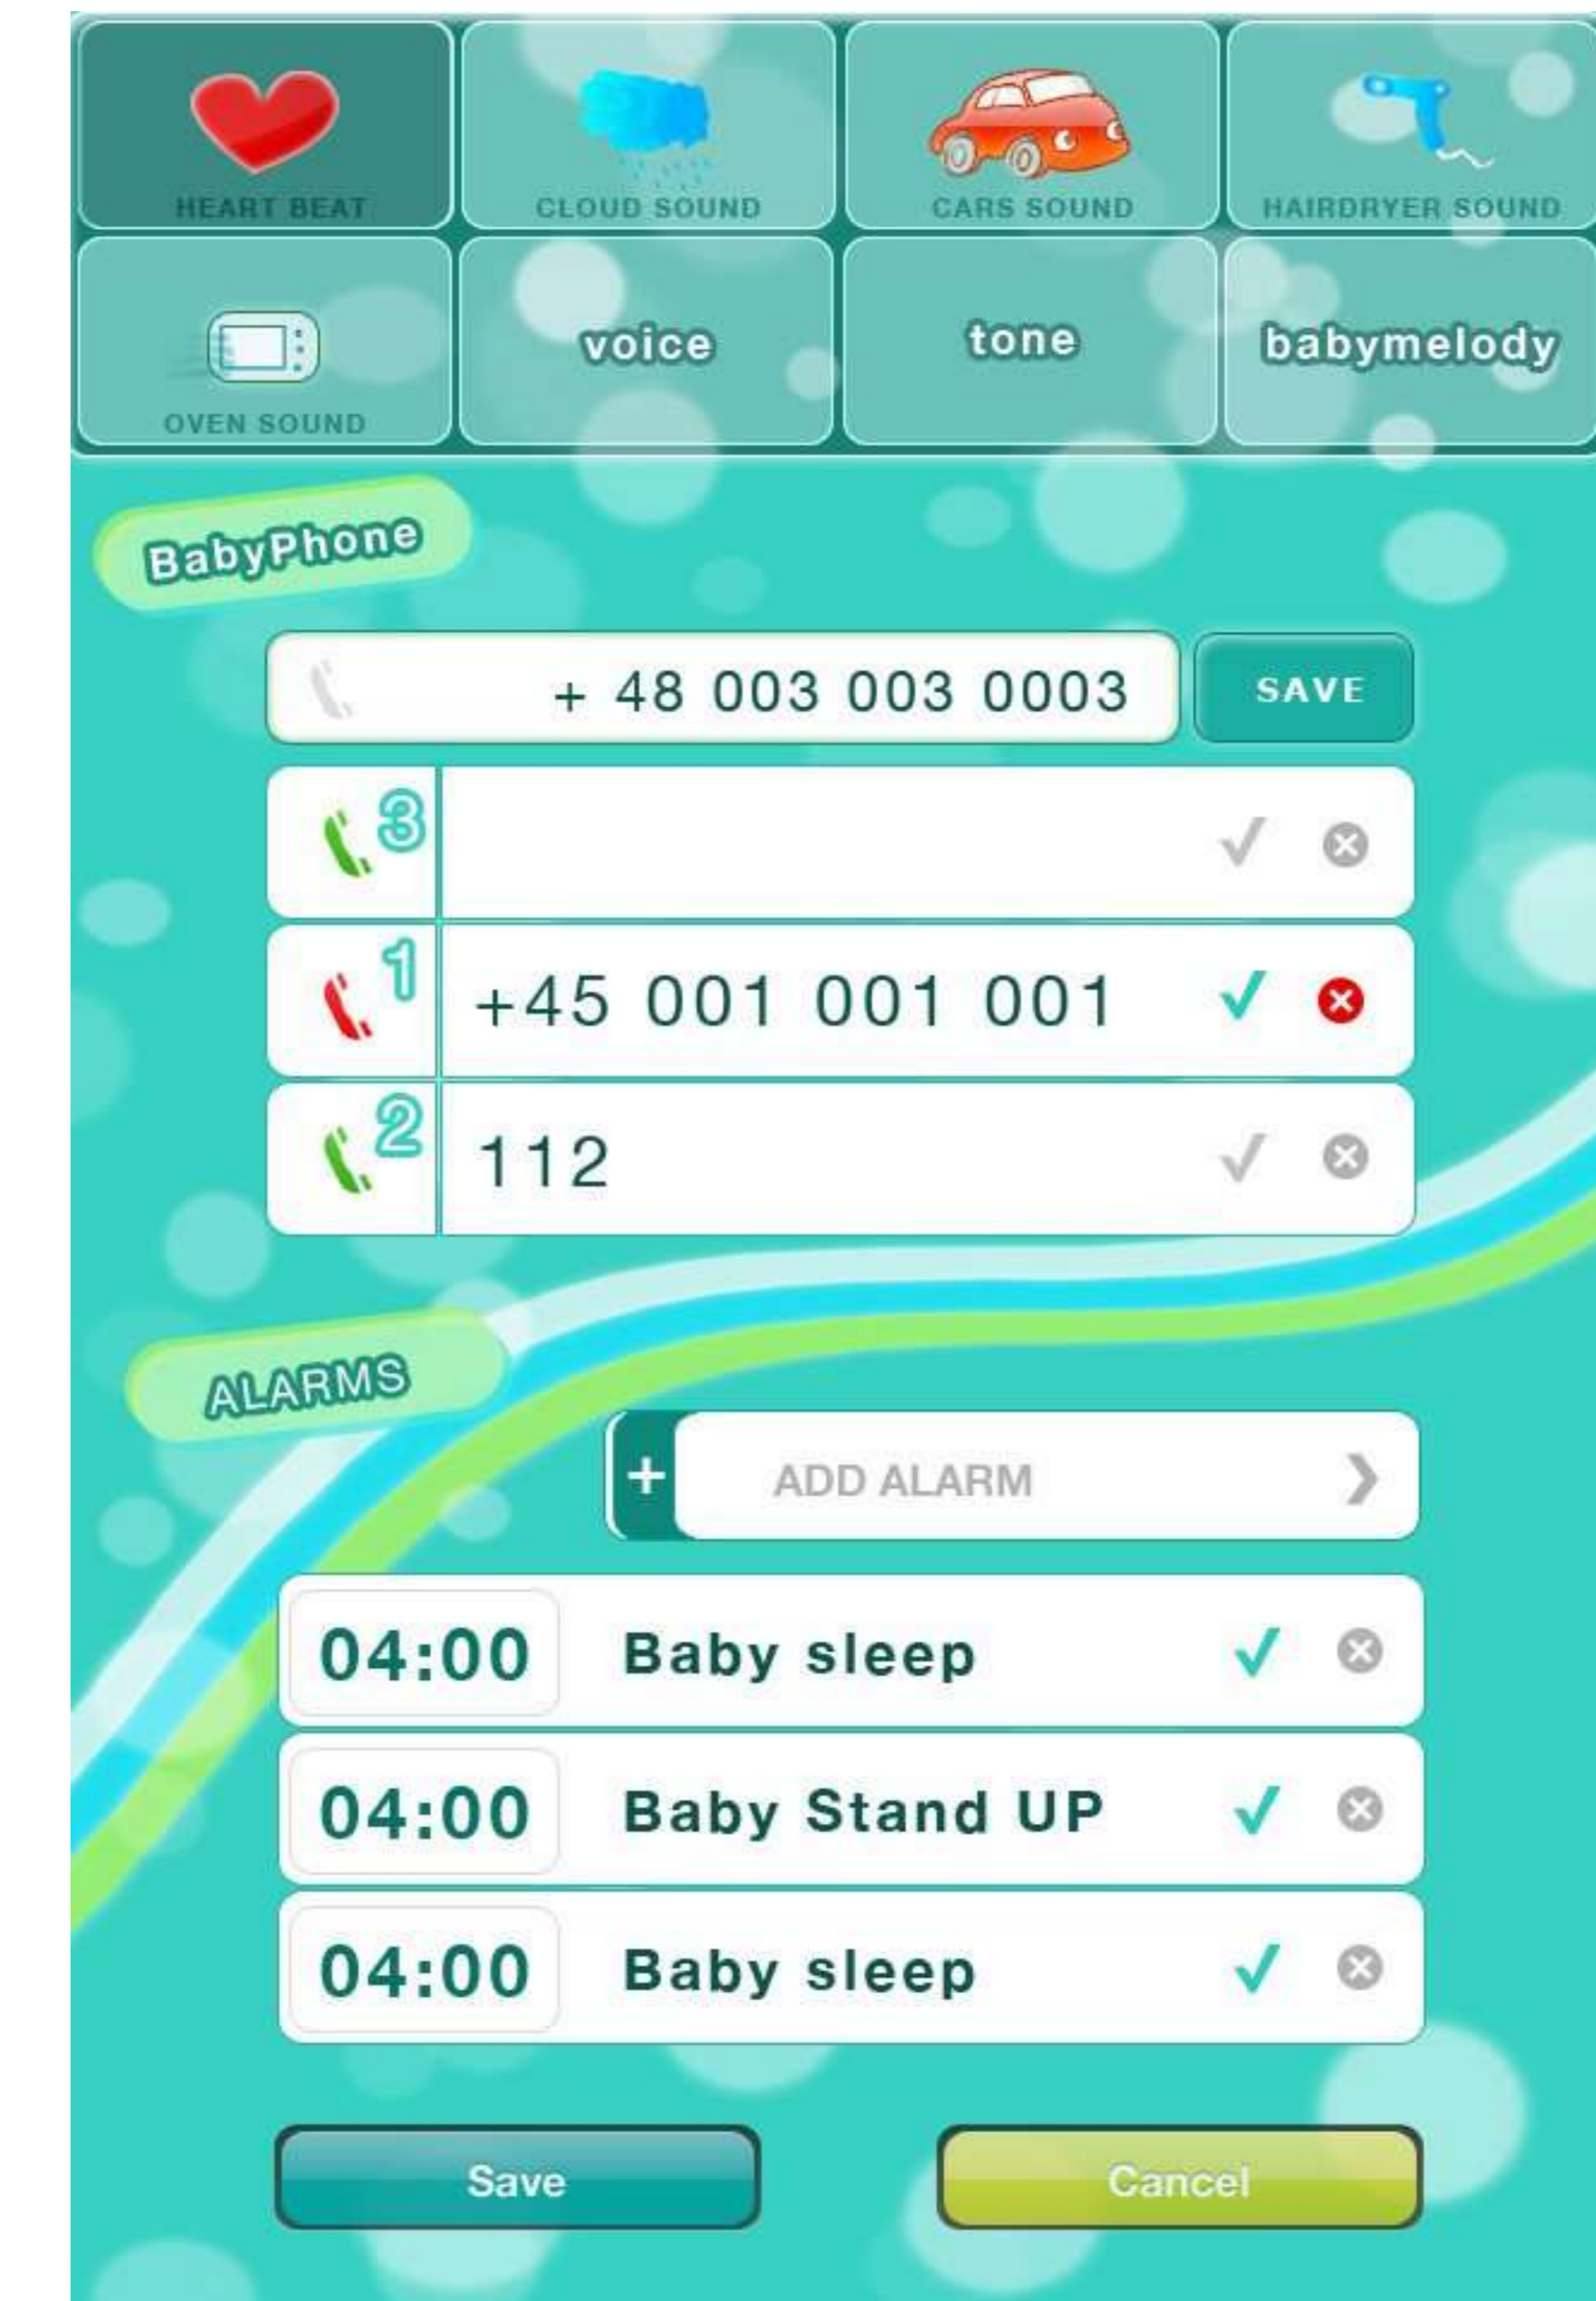 HEART BEAT
CLOUD SOUND
CARS SOUND
HAIRDRYER SOUND
OVEN SOUND
voice
tone
babymelody
BabyPhone
+ 48 003 003 0003
SAVE
3
1
+45 001 001 001
2
112
ALARMS
+
ADD ALARM
04:00 Baby sleep
04:00 Baby Stand UP
04:00 Baby sleep
Save
Cancel